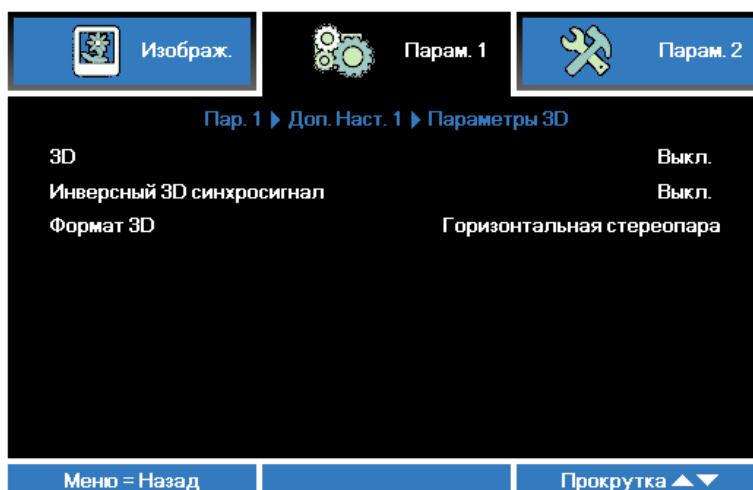 Изображ.
Парам. 1
Парам. 2
Пар. 1 ▶ Доп. Наст. 1 ▶ Параметры 3D
3D Выкл.
Инверсный 3D синхросигнал Выкл.
Формат 3D Горизонтальная стереопара
Меню = Назад
Прокрутка ▲▼